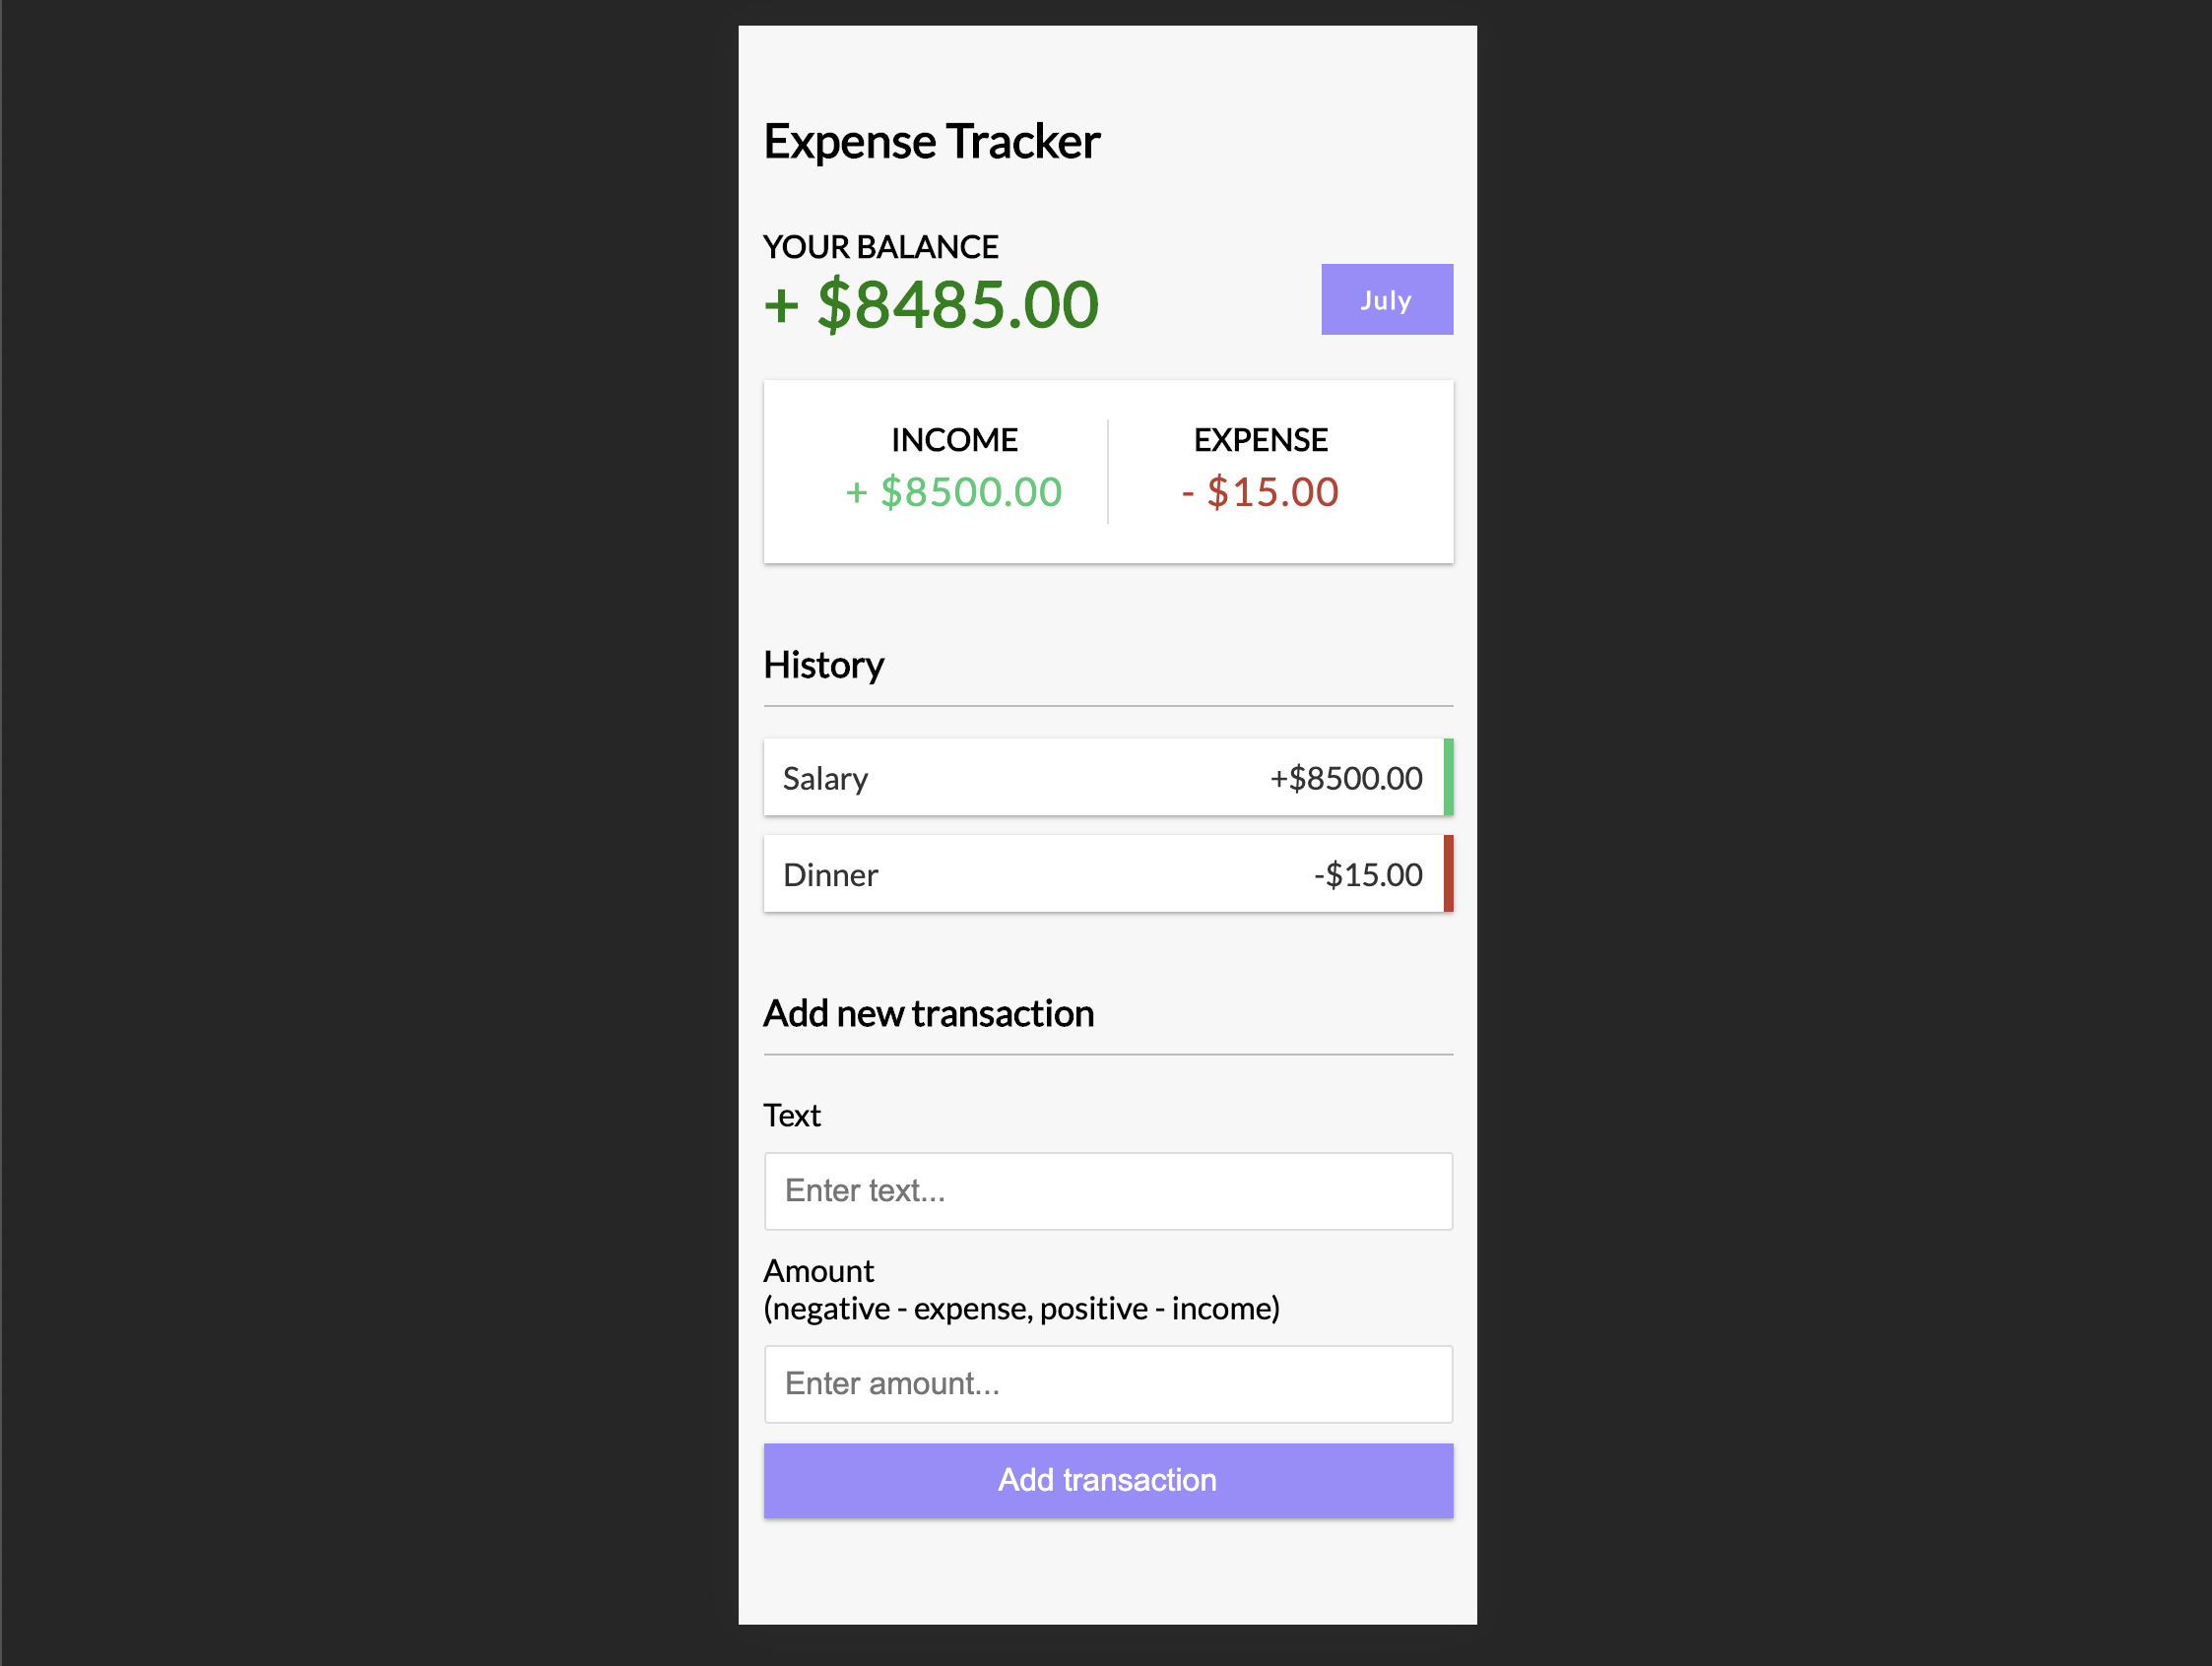 Expense Tracker
YOUR BALANCE
+ $8485.00
July
INCOME
+ $8500.00
EXPENSE
- $15.00
History
Salary +$8500.00
Dinner -$15.00
Add new transaction
Text
Enter text...
Amount
(negative - expense, positive - income)
Enter amount...
Add transaction